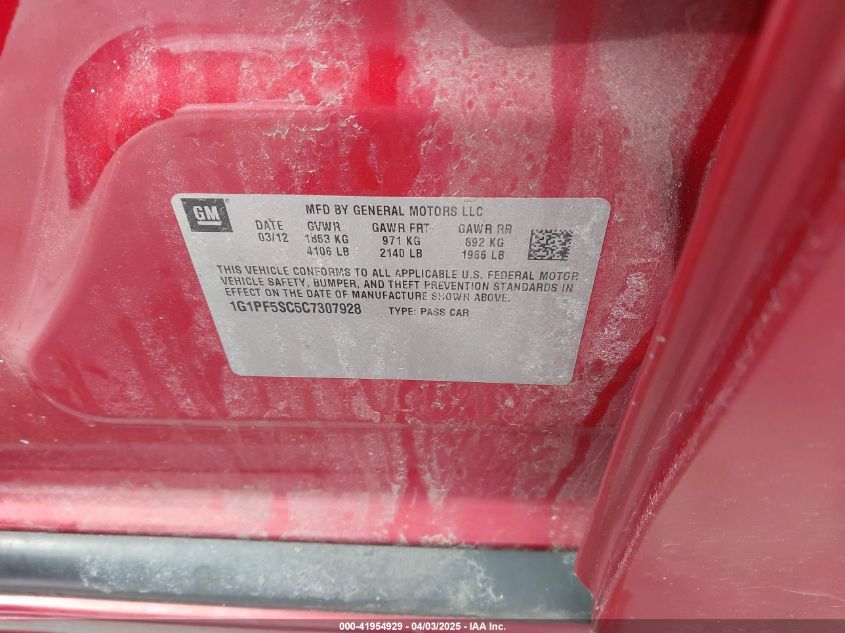 GM
MFD BY GENERAL MOTORS LLC
DATE GVWR GAWR FRT GAWR RR
03/12 1863 KG 971 KG 892 KG
4106 LB 2140 LB 1966 LB
THIS VEHICLE CONFORMS TO ALL APPLICABLE U.S. FEDERAL MOTOR
VEHICLE SAFETY, BUMPER, AND THEFT PREVENTION STANDARDS IN
EFFECT ON THE DATE OF MANUFACTURE SHOWN ABOVE.
1G1PF5SC5C7307928 TYPE: PASS CAR
000-41954929 - 04/03/2025 - IAA Inc.